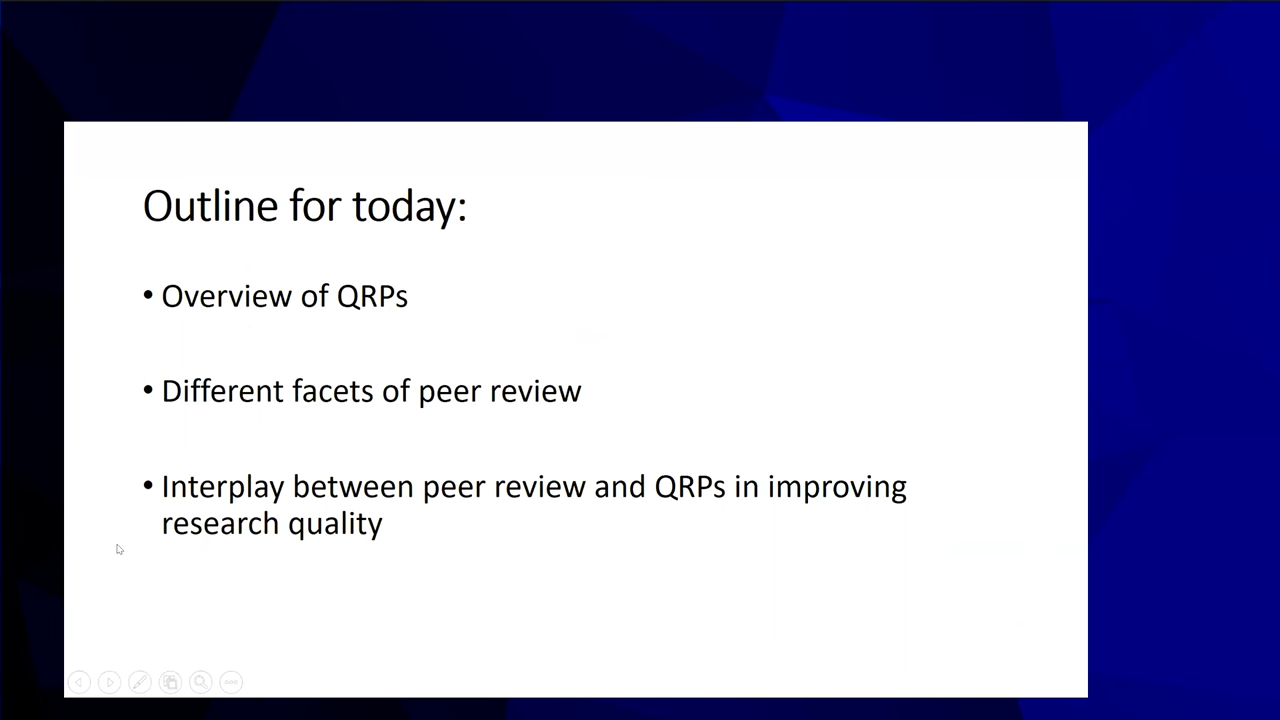 Outline for today:
• Overview of QRPs
• Different facets of peer review
• Interplay between peer review and QRPs in improving
research quality